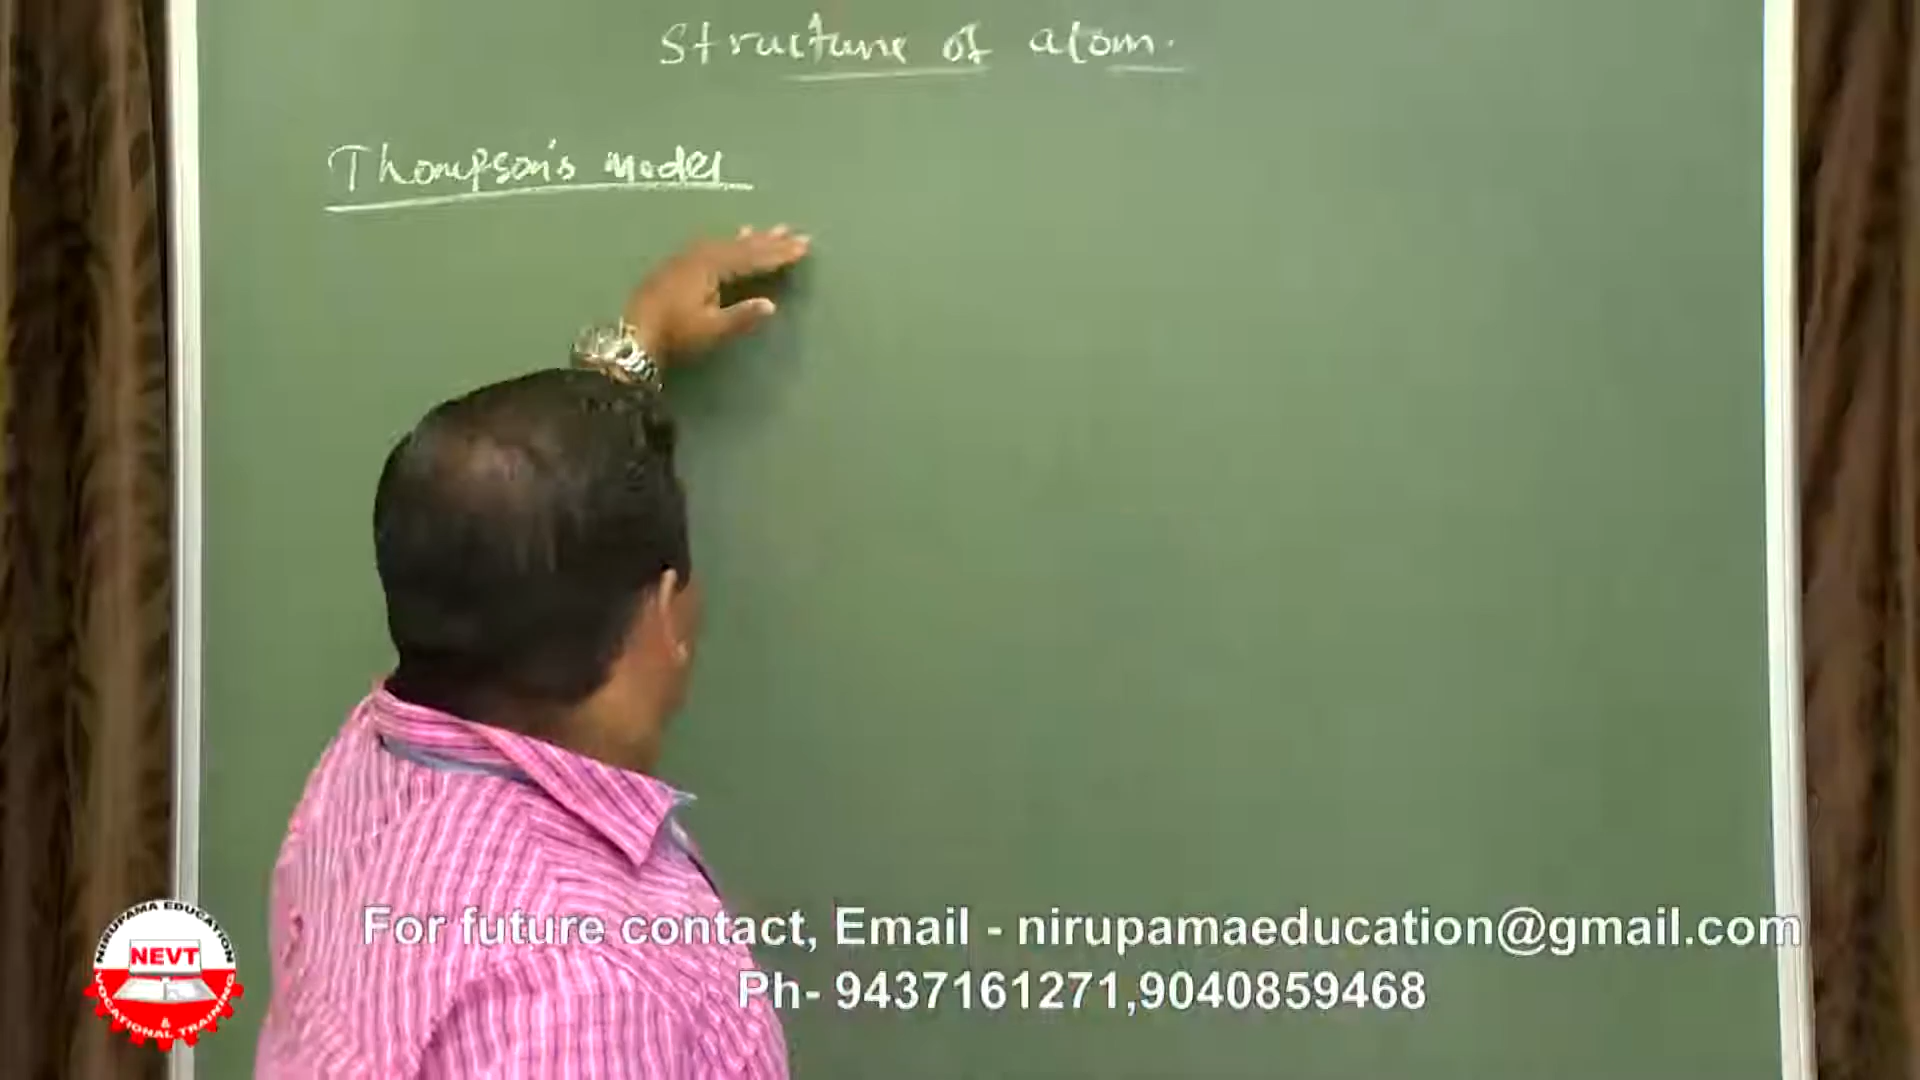 Structure of atom.
Thompson's Model
For future contact, Email - nirupamaeducation@gmail.com
Ph- 9437161271,9040859468
NIRUPAMA EDUCATION
NEVT
VOCATIONAL TRAINING
&